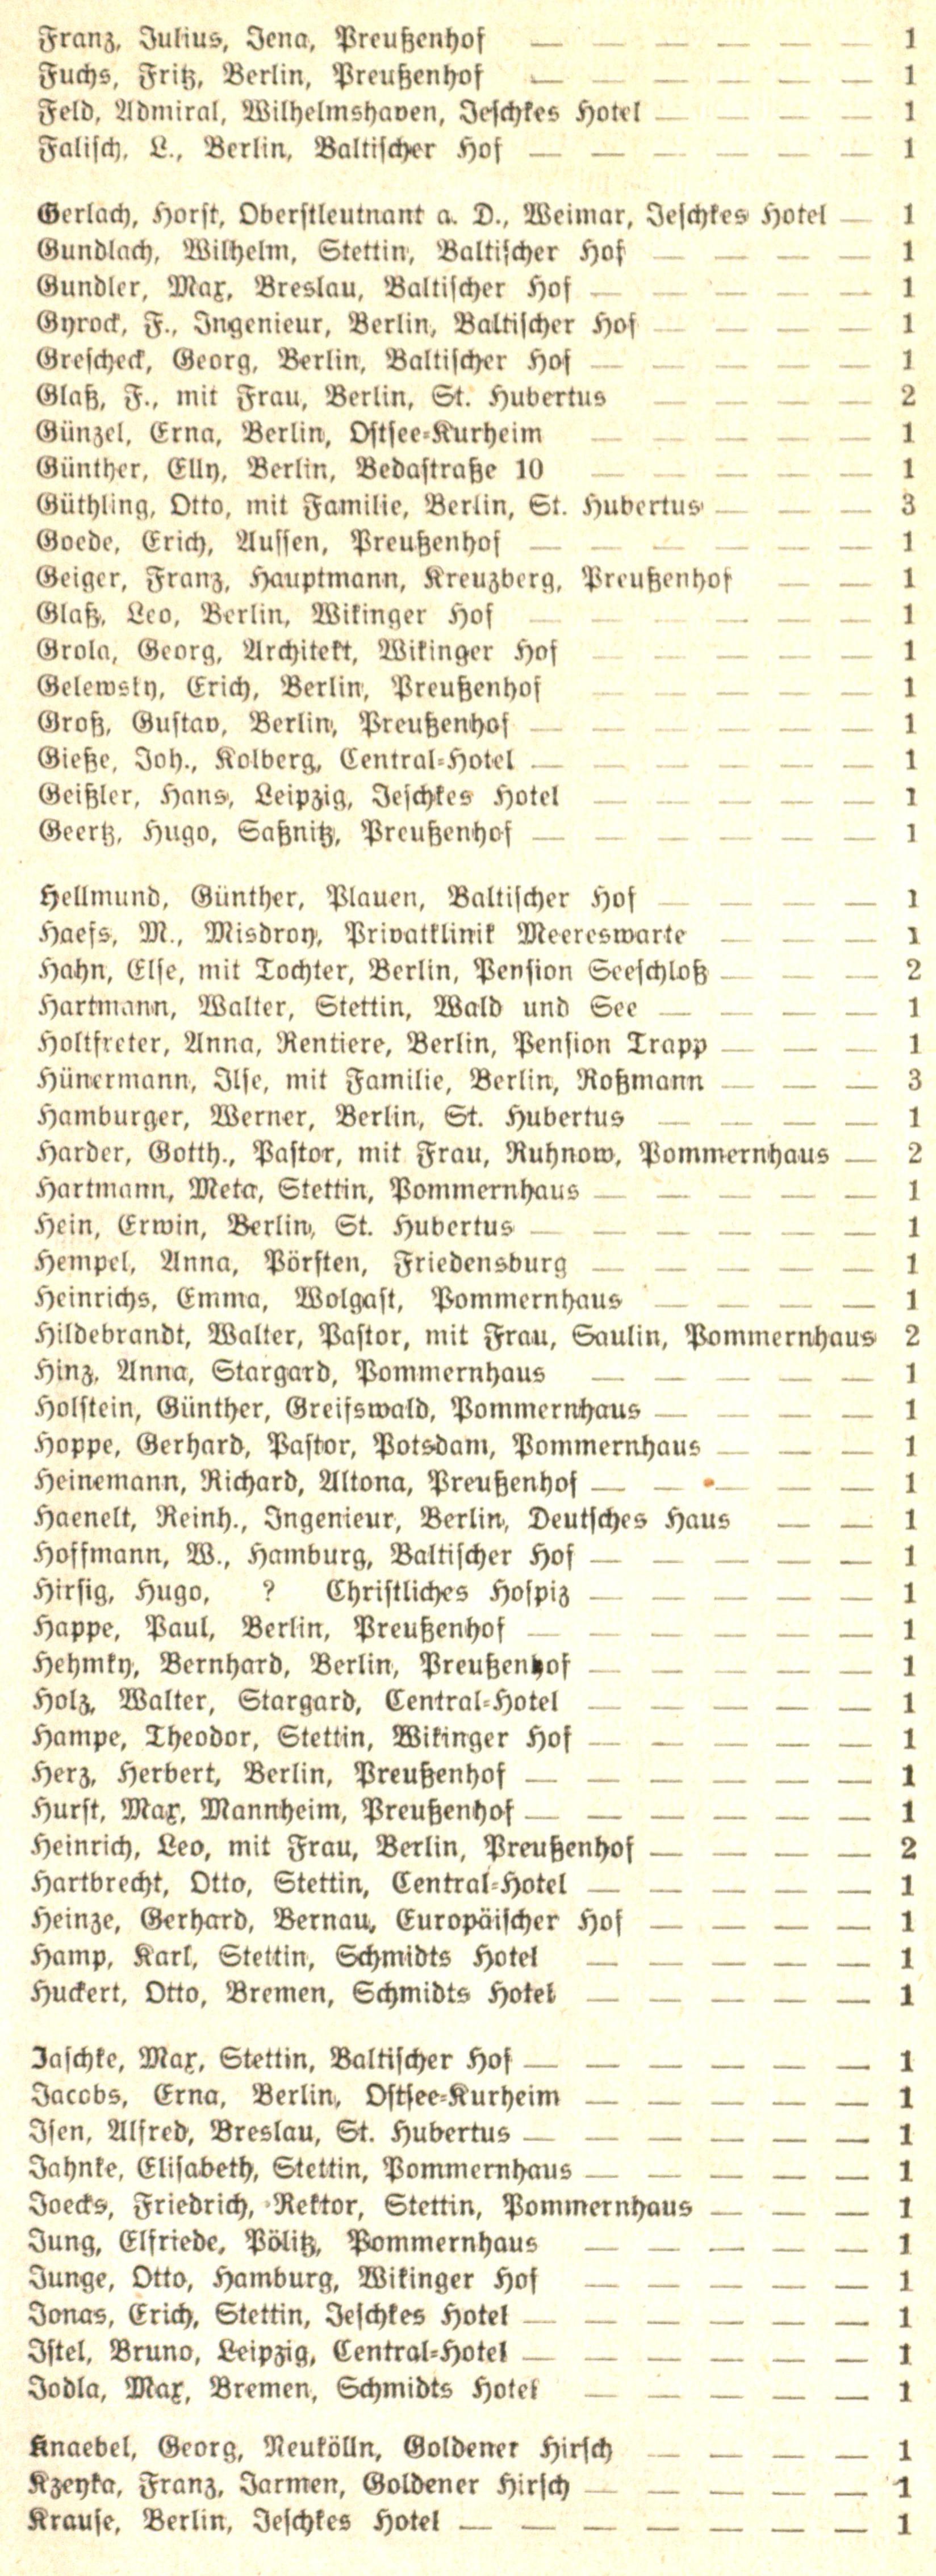 Franz, Julius, Jena, Preußenhof — — — — — — 1
Fuchs, Fritz, Berlin, Preußenhof — — — — — — 1
Feld, Admiral, Wilhelmshaven, Jeschkes Hotel — — — — 1
Falisch, L., Berlin, Baltischer Hof — — — — — — 1
Gerlach, Horst, Oberstleutnant a. D., Weimar, Jeschkes Hotel — 1
Gundlach, Wilhelm, Stettin, Baltischer Hof — — — — 1
Gundler, Max, Breslau, Baltischer Hof — — — — — 1
Gyrock, F., Ingenieur, Berlin, Baltischer Hof — — — — 1
Grescheck, Georg, Berlin, Baltischer Hof — — — — — 1
Glaß, F., mit Frau, Berlin, St. Hubertus — — — — 2
Günzel, Erna, Berlin, Ostsee-Kurheim — — — — — 1
Günther, Elly, Berlin, Bedastraße 10 — — — — — 1
Güthling, Otto, mit Familie, Berlin, St. Hubertus — — — 3
Goede, Erich, Aussen, Preußenhof — — — — — — 1
Geiger, Franz, Hauptmann, Kreuzberg, Preußenhof — — 1
Glaß, Leo, Berlin, Wikinger Hof — — — — — — 1
Grola, Georg, Architekt, Wikinger Hof — — — — — 1
Gelewsky, Erich, Berlin, Preußenhof — — — — — 1
Groß, Gustav, Berlin, Preußenhof — — — — — — 1
Gieße, Joh., Kolberg, Central-Hotel — — — — — — 1
Geißler, Hans, Leipzig, Jeschkes Hotel — — — — — 1
Geertz, Hugo, Saßnitz, Preußenhof — — — — — — 1
Hellmund, Günther, Plauen, Baltischer Hof — — — — 1
Haefs, M., Misdroy, Privatklinik Meereswarte — — — 1
Hahn, Else, mit Tochter, Berlin, Pension Seeschloß — — — 2
Hartmann, Walter, Stettin, Wald und See — — — — 1
Holtfreter, Anna, Rentiere, Berlin, Pension Trapp — — — 1
Hünermann, Ilse, mit Familie, Berlin, Roßmann — — — 3
Hamburger, Werner, Berlin, St. Hubertus — — — — 1
Harder, Gotth., Pastor, mit Frau, Ruhnow, Pommernhaus — 2
Hartmann, Meta, Stettin, Pommernhaus — — — — — 1
Hein, Erwin, Berlin, St. Hubertus — — — — — — 1
Hempel, Anna, Pörsten, Friedensburg — — — — — 1
Heinrichs, Emma, Wolgast, Pommernhaus — — — — 1
Hildebrandt, Walter, Pastor, mit Frau, Saulin, Pommernhaus 2
Hinz, Anna, Stargard, Pommernhaus — — — — — 1
Holstein, Günther, Greifswald, Pommernhaus — — — — 1
Hoppe, Gerhard, Pastor, Potsdam, Pommernhaus — — — 1
Heinemann, Richard, Altona, Preußenhof — — — — — 1
Haenelt, Reinh., Ingenieur, Berlin, Deutsches Haus — — 1
Hoffmann, W., Hamburg, Baltischer Hof — — — — — 1
Hirsig, Hugo, ? Christliches Hospiz — — — — — 1
Happe, Paul, Berlin, Preußenhof — — — — — — 1
Hehmky, Bernhard, Berlin, Preußenhof — — — — — 1
Holz, Walter, Stargard, Central-Hotel — — — — — 1
Hampe, Theodor, Stettin, Wikinger Hof — — — — — 1
Herz, Herbert, Berlin, Preußenhof — — — — — — 1
Hurst, Max, Mannheim, Preußenhof — — — — — — 1
Heinrich, Leo, mit Frau, Berlin, Preußenhof — — — — 2
Hartbrecht, Otto, Stettin, Central-Hotel — — — — — 1
Heinze, Gerhard, Bernau, Europäischer Hof — — — — 1
Hamp, Karl, Stettin, Schmidts Hotel — — — — — 1
Huckert, Otto, Bremen, Schmidts Hotel — — — — — 1
Jaschke, Max, Stettin, Baltischer Hof — — — — — — 1
Jacobs, Erna, Berlin, Ostsee-Kurheim — — — — — 1
Isen, Alfred, Breslau, St. Hubertus — — — — — — 1
Jahnke, Elisabeth, Stettin, Pommernhaus — — — — — 1
Joecks, Friedrich, Rektor, Stettin, Pommernhaus — — — 1
Jung, Elfriede, Pölitz, Pommernhaus — — — — — 1
Junge, Otto, Hamburg, Wikinger Hof — — — — — 1
Jonas, Erich, Stettin, Jeschkes Hotel — — — — — — 1
Istel, Bruno, Leipzig, Central-Hotel — — — — — — 1
Jodla, Max, Bremen, Schmidts Hotel — — — — — 1
Knaebel, Georg, Neukölln, Goldener Hirsch — — — — 1
Kzeyka, Franz, Jarmen, Goldener Hirsch — — — — — 1
Krause, Berlin, Jeschkes Hotel — — — — — — — 1